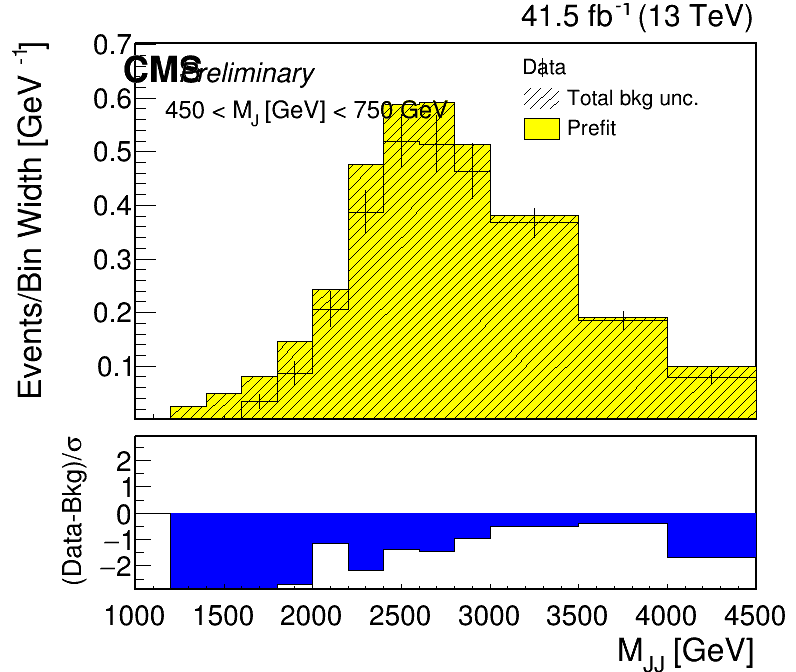 41.5 fb⁻¹ (13 TeV)
CMS Preliminary
450 < M_J [GeV] < 750 GeV
Data
Total bkg unc.
Prefit
Events/Bin Width [GeV⁻¹]
0.7
0.6
0.5
0.4
0.3
0.2
0.1
(Data-Bkg)/σ
2
1
0
−1
−2
1000 1500 2000 2500 3000 3500 4000 4500
M_JJ [GeV]